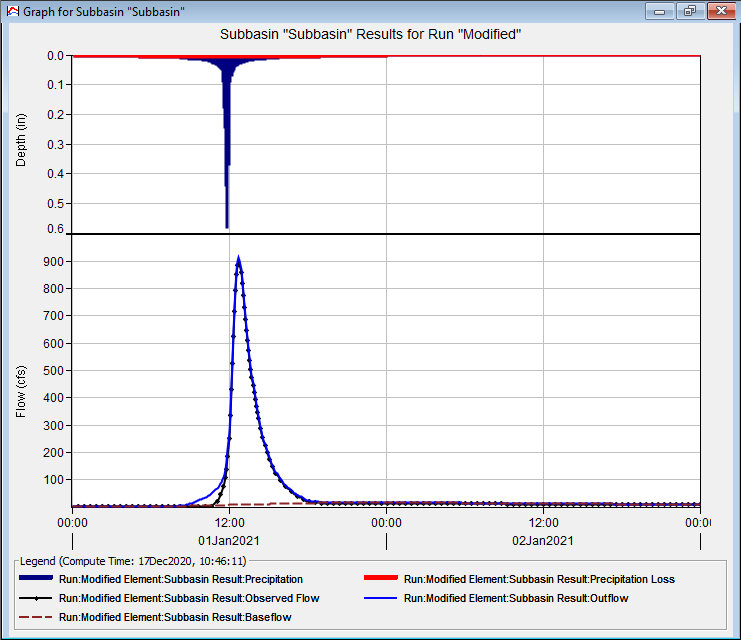 Graph for Subbasin "Subbasin"
Subbasin "Subbasin" Results for Run "Modified"
Depth (in)
0.0
0.1
0.2
0.3
0.4
0.5
0.6
Flow (cfs)
900
800
700
600
500
400
300
200
100
00:00 12:00 00:00 12:00 00:0
01Jan2021 02Jan2021
Legend (Compute Time: 17Dec2020, 10:46:11)
Run:Modified Element:Subbasin Result:Precipitation Run:Modified Element:Subbasin Result:Precipitation Loss
Run:Modified Element:Subbasin Result:Observed Flow Run:Modified Element:Subbasin Result:Outflow
Run:Modified Element:Subbasin Result:Baseflow